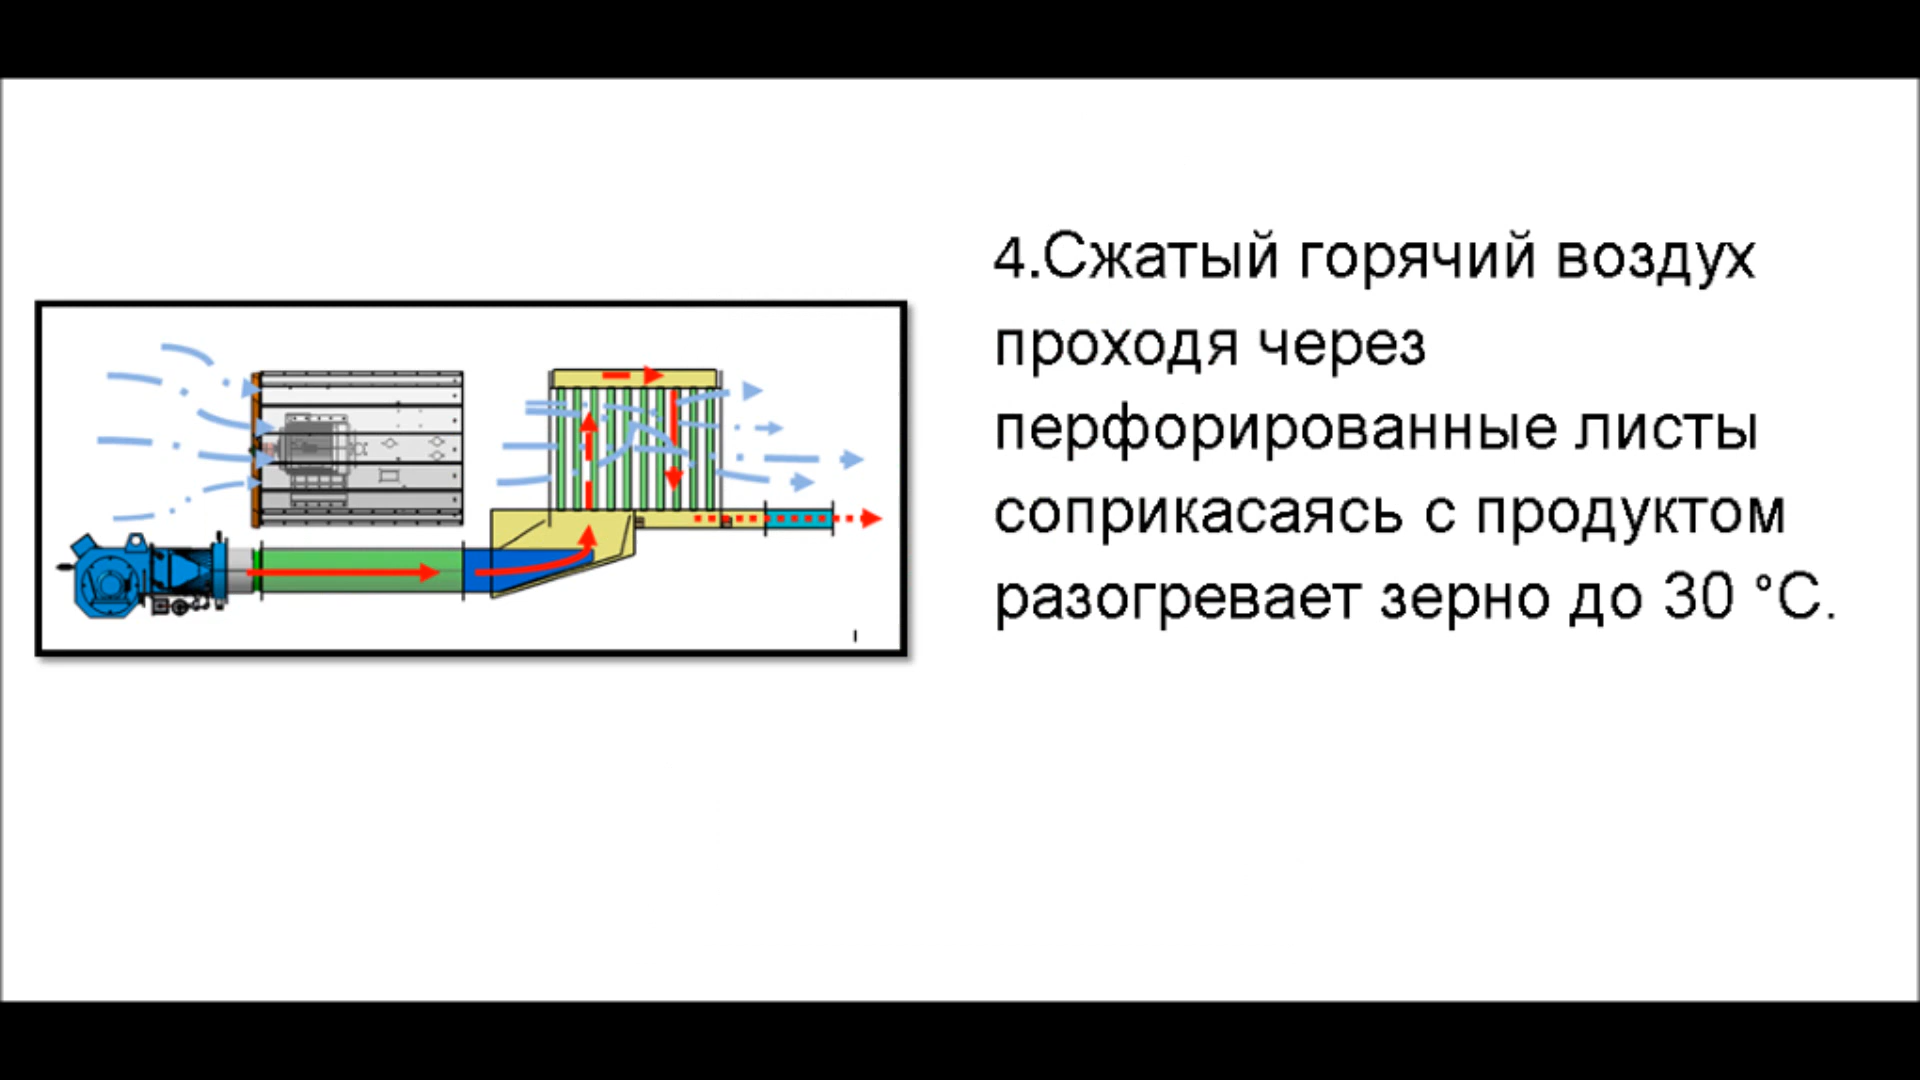 4.Сжатый горячий воздух
проходя через
перфорированные листы
соприкасаясь с продуктом
разогревает зерно до 30 °С.